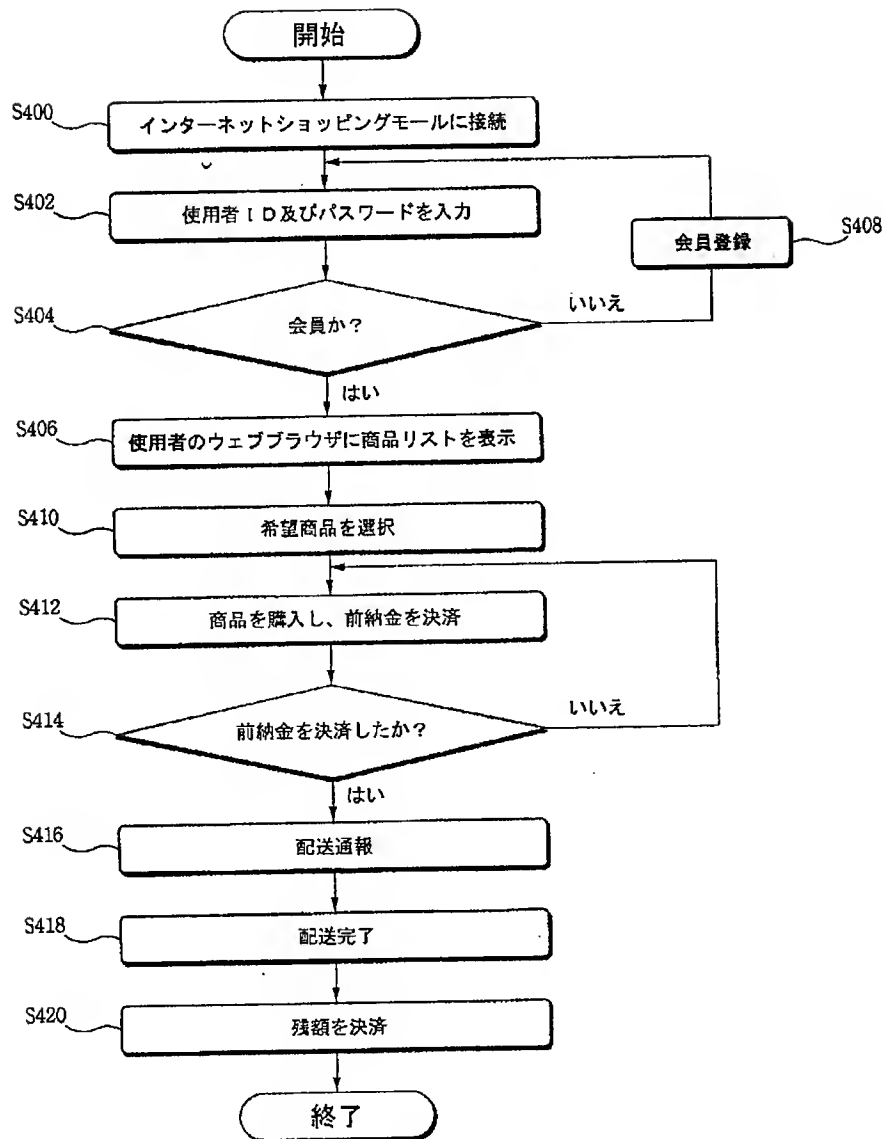 開始
S400
インターネットショッピングモールに接続
S402
使用者ID及びパスワードを入力
会員登録
S408
S404
会員か?
いいえ
はい
S406
使用者のウェブブラウザに商品リストを表示
S410
希望商品を選択
S412
商品を購入し、前納金を決済
S414
前納金を決済したか?
いいえ
はい
S416
配送通報
S418
配送完了
S420
残額を決済
終了